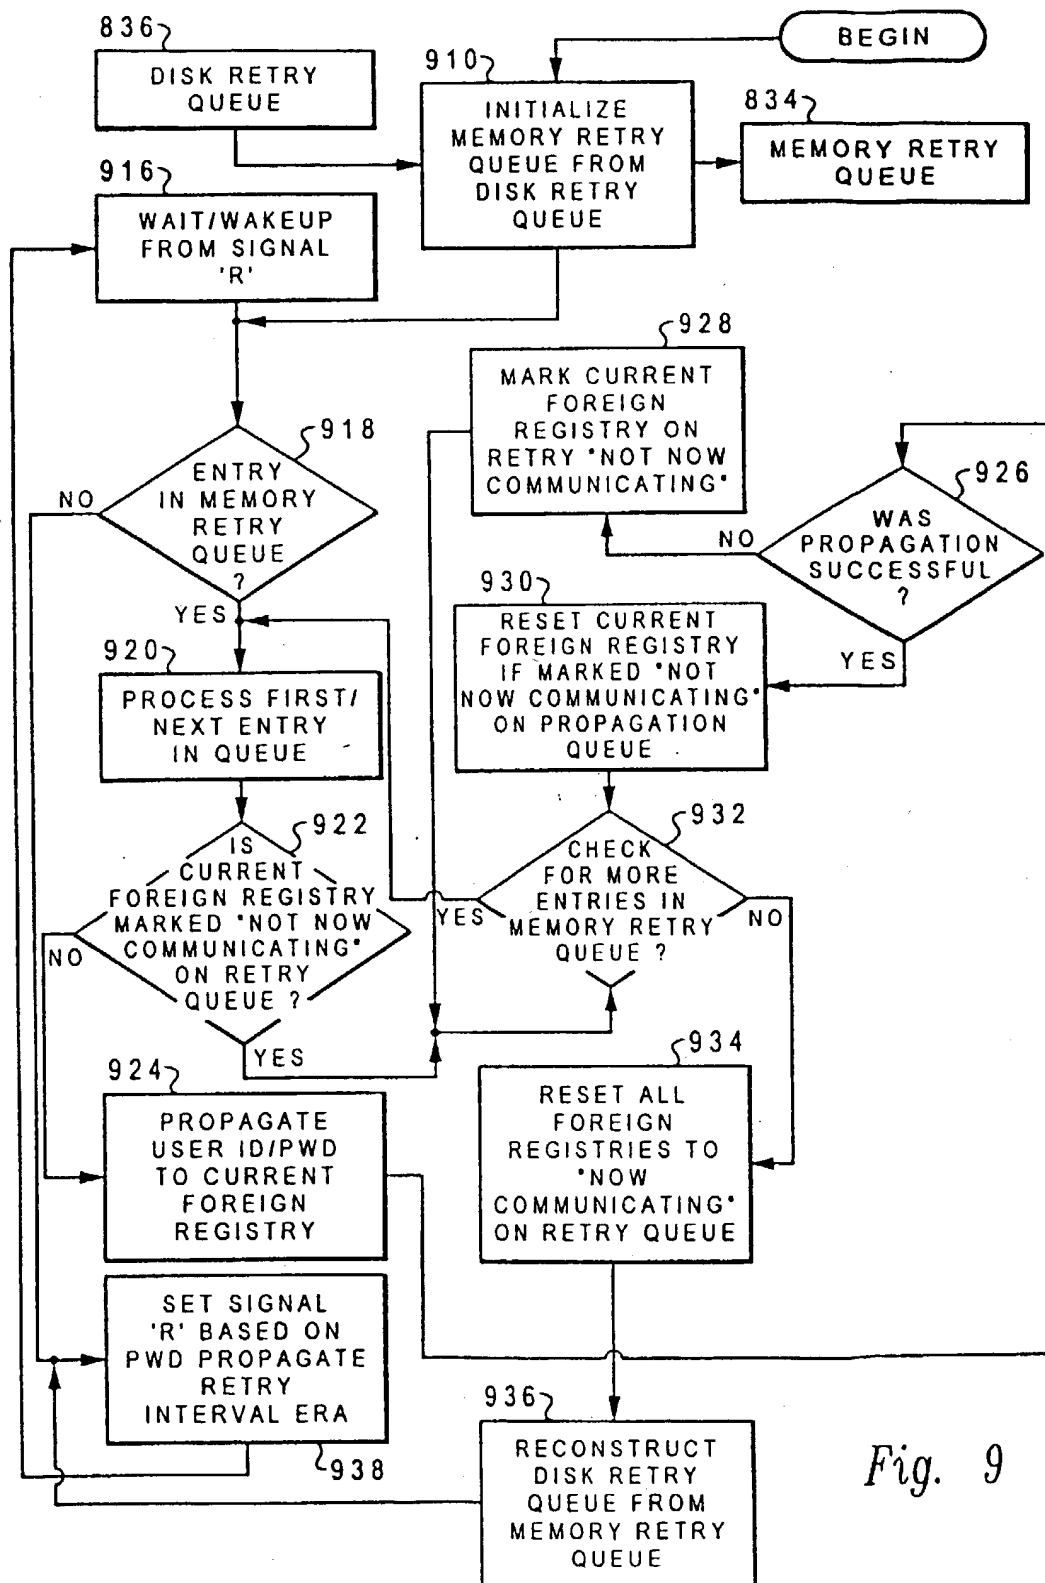 836
DISK RETRY
QUEUE
910
INITIALIZE
MEMORY RETRY
QUEUE FROM
DISK RETRY
QUEUE
BEGIN
834
MEMORY RETRY
QUEUE
916
WAIT/WAKEUP
FROM SIGNAL
'R'
928
MARK CURRENT
FOREIGN
REGISTRY ON
RETRY "NOT NOW
COMMUNICATING"
918
ENTRY
IN MEMORY
RETRY
QUEUE
?
NO
YES
926
WAS
PROPAGATION
SUCCESSFUL
?
NO
YES
930
RESET CURRENT
FOREIGN REGISTRY
IF MARKED "NOT
NOW COMMUNICATING"
ON PROPAGATION
QUEUE
920
PROCESS FIRST/
NEXT ENTRY
IN QUEUE
922
IS
CURRENT
FOREIGN REGISTRY
MARKED "NOT NOW
COMMUNICATING"
ON RETRY
QUEUE ?
NO
YES
932
CHECK
FOR MORE
ENTRIES IN
MEMORY RETRY
QUEUE ?
YES
NO
924
PROPAGATE
USER ID/PWD
TO CURRENT
FOREIGN
REGISTRY
934
RESET ALL
FOREIGN
REGISTRIES TO
"NOW
COMMUNICATING"
ON RETRY QUEUE
SET SIGNAL
'R' BASED ON
PWD PROPAGATE
RETRY
INTERVAL ERA
938
936
RECONSTRUCT
DISK RETRY
QUEUE FROM
MEMORY RETRY
QUEUE
Fig. 9